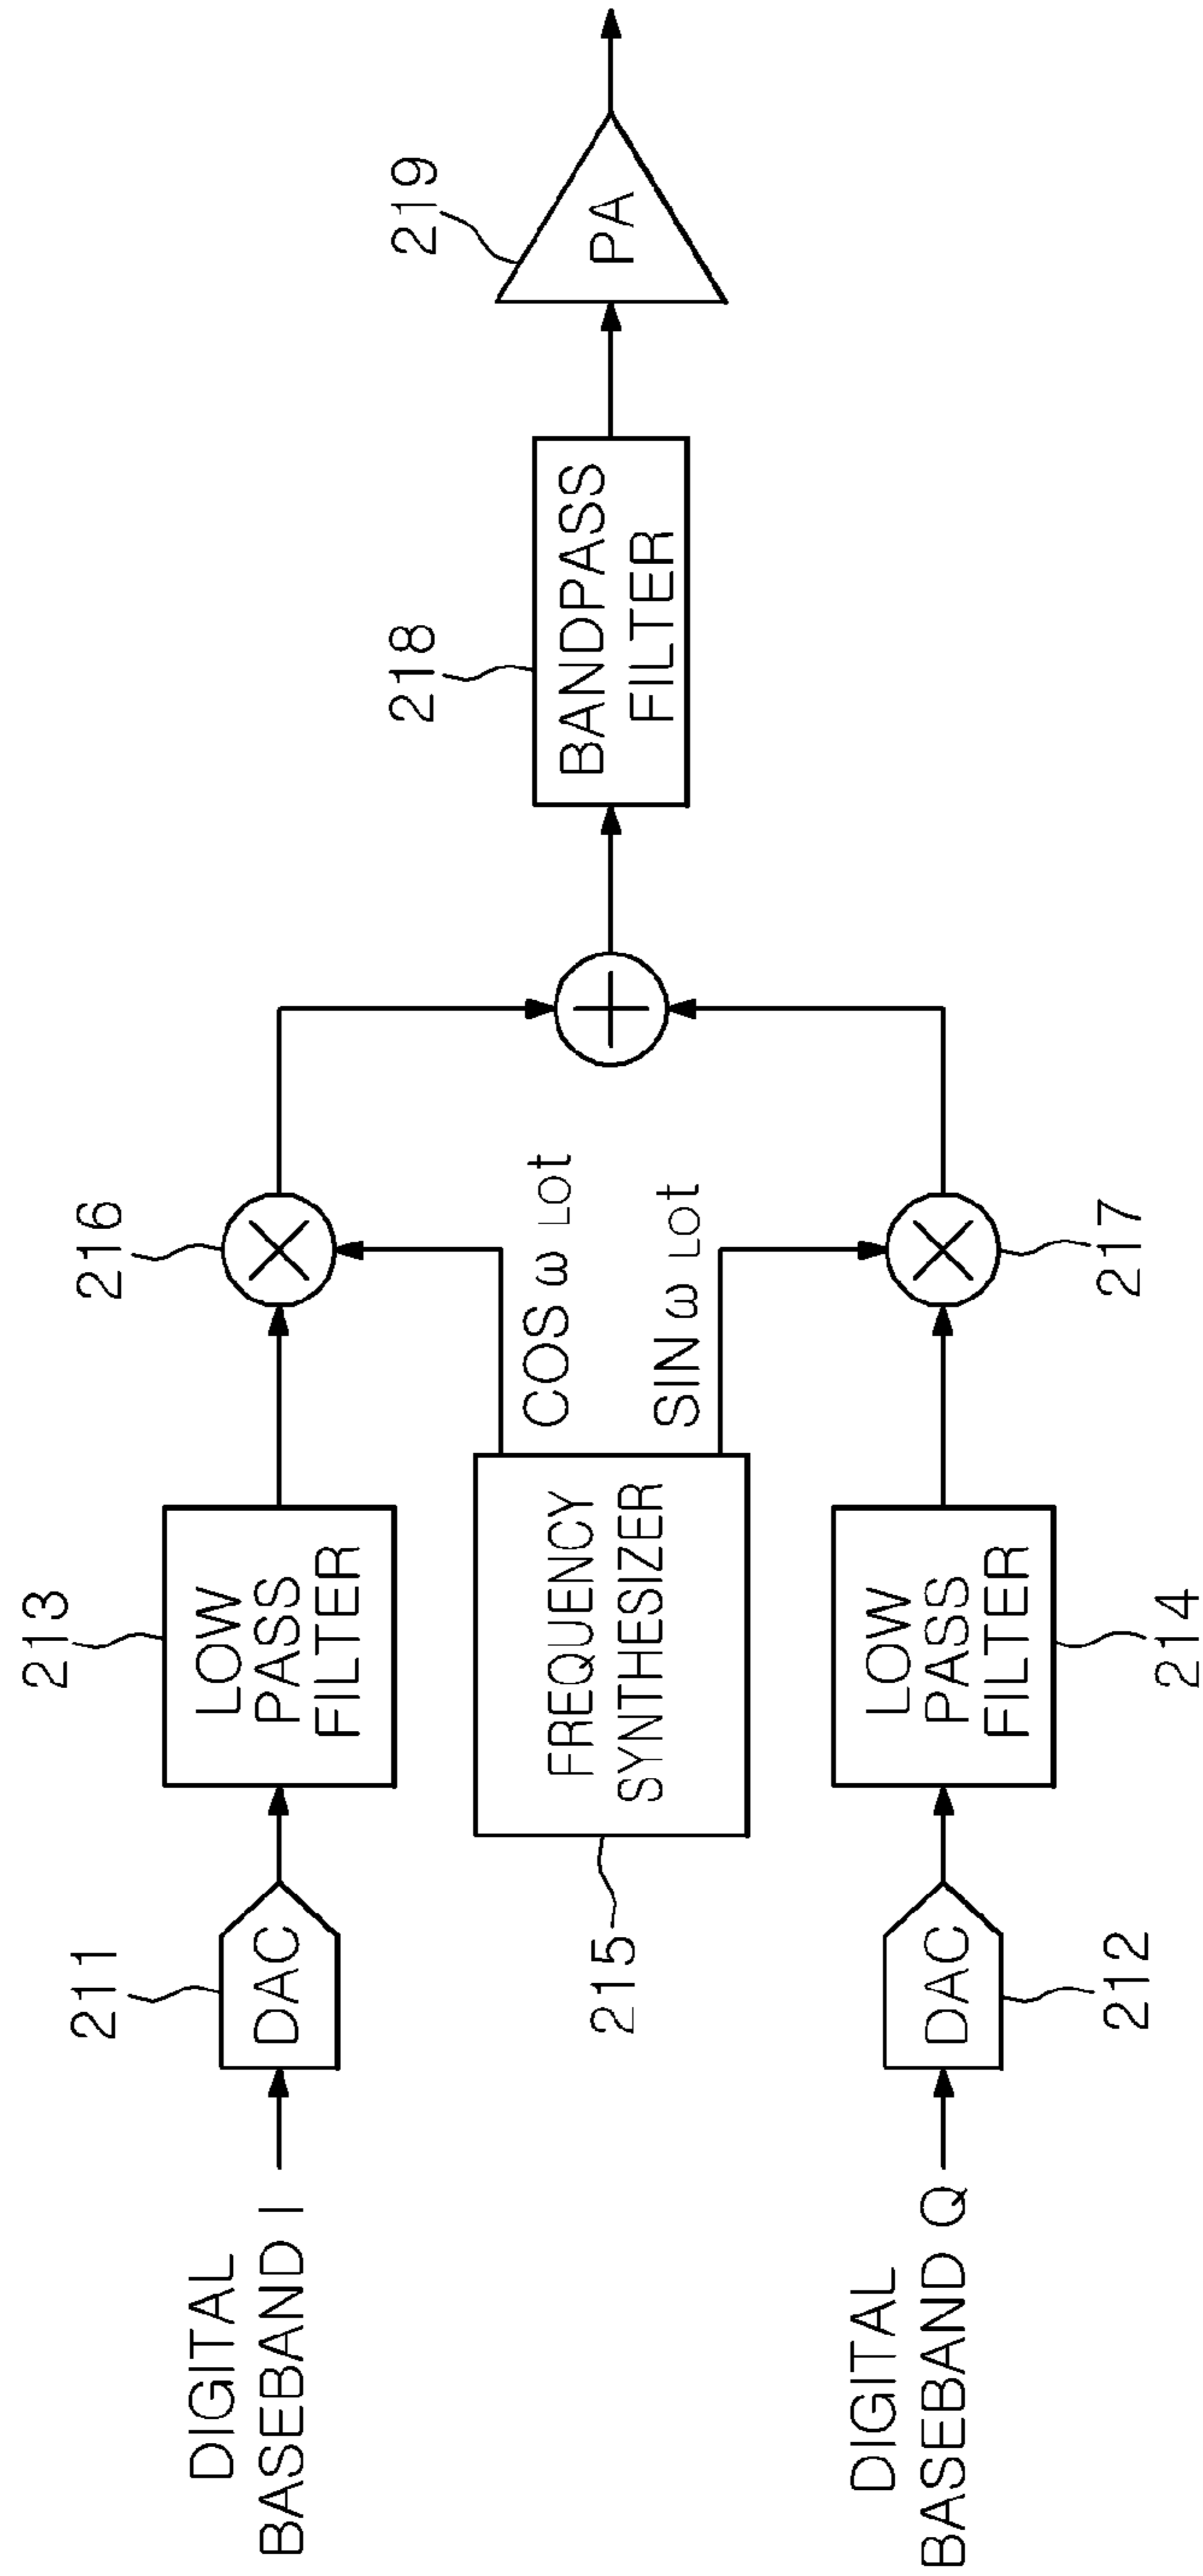 DIGITAL
BASEBAND I
211
DAC
213
LOW
PASS
FILTER
216
215
FREQUENCY
SYNTHESIZER
COS ω LOt
SIN ω LOt
DIGITAL
BASEBAND Q
212
DAC
214
LOW
PASS
FILTER
217
218
BANDPASS
FILTER
219
PA